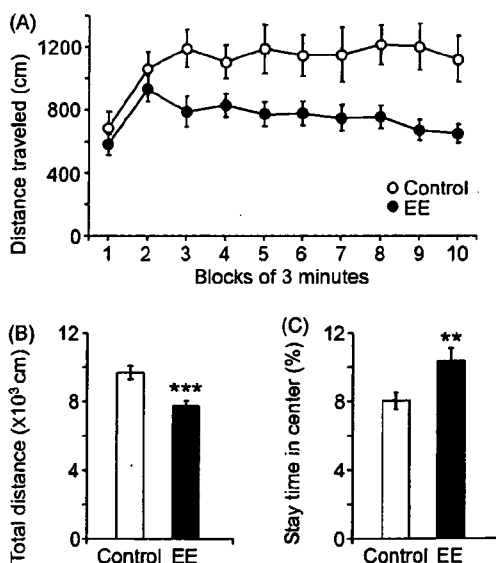 (A)
Distance traveled (cm)
1200
800
400
0
Control
EE
1 2 3 4 5 6 7 8 9 10
Blocks of 3 minutes
(B)
Total distance (X10³ cm)
12
8
4
0
***
Control EE
(C)
Stay time in center (%)
12
8
4
0
**
Control EE